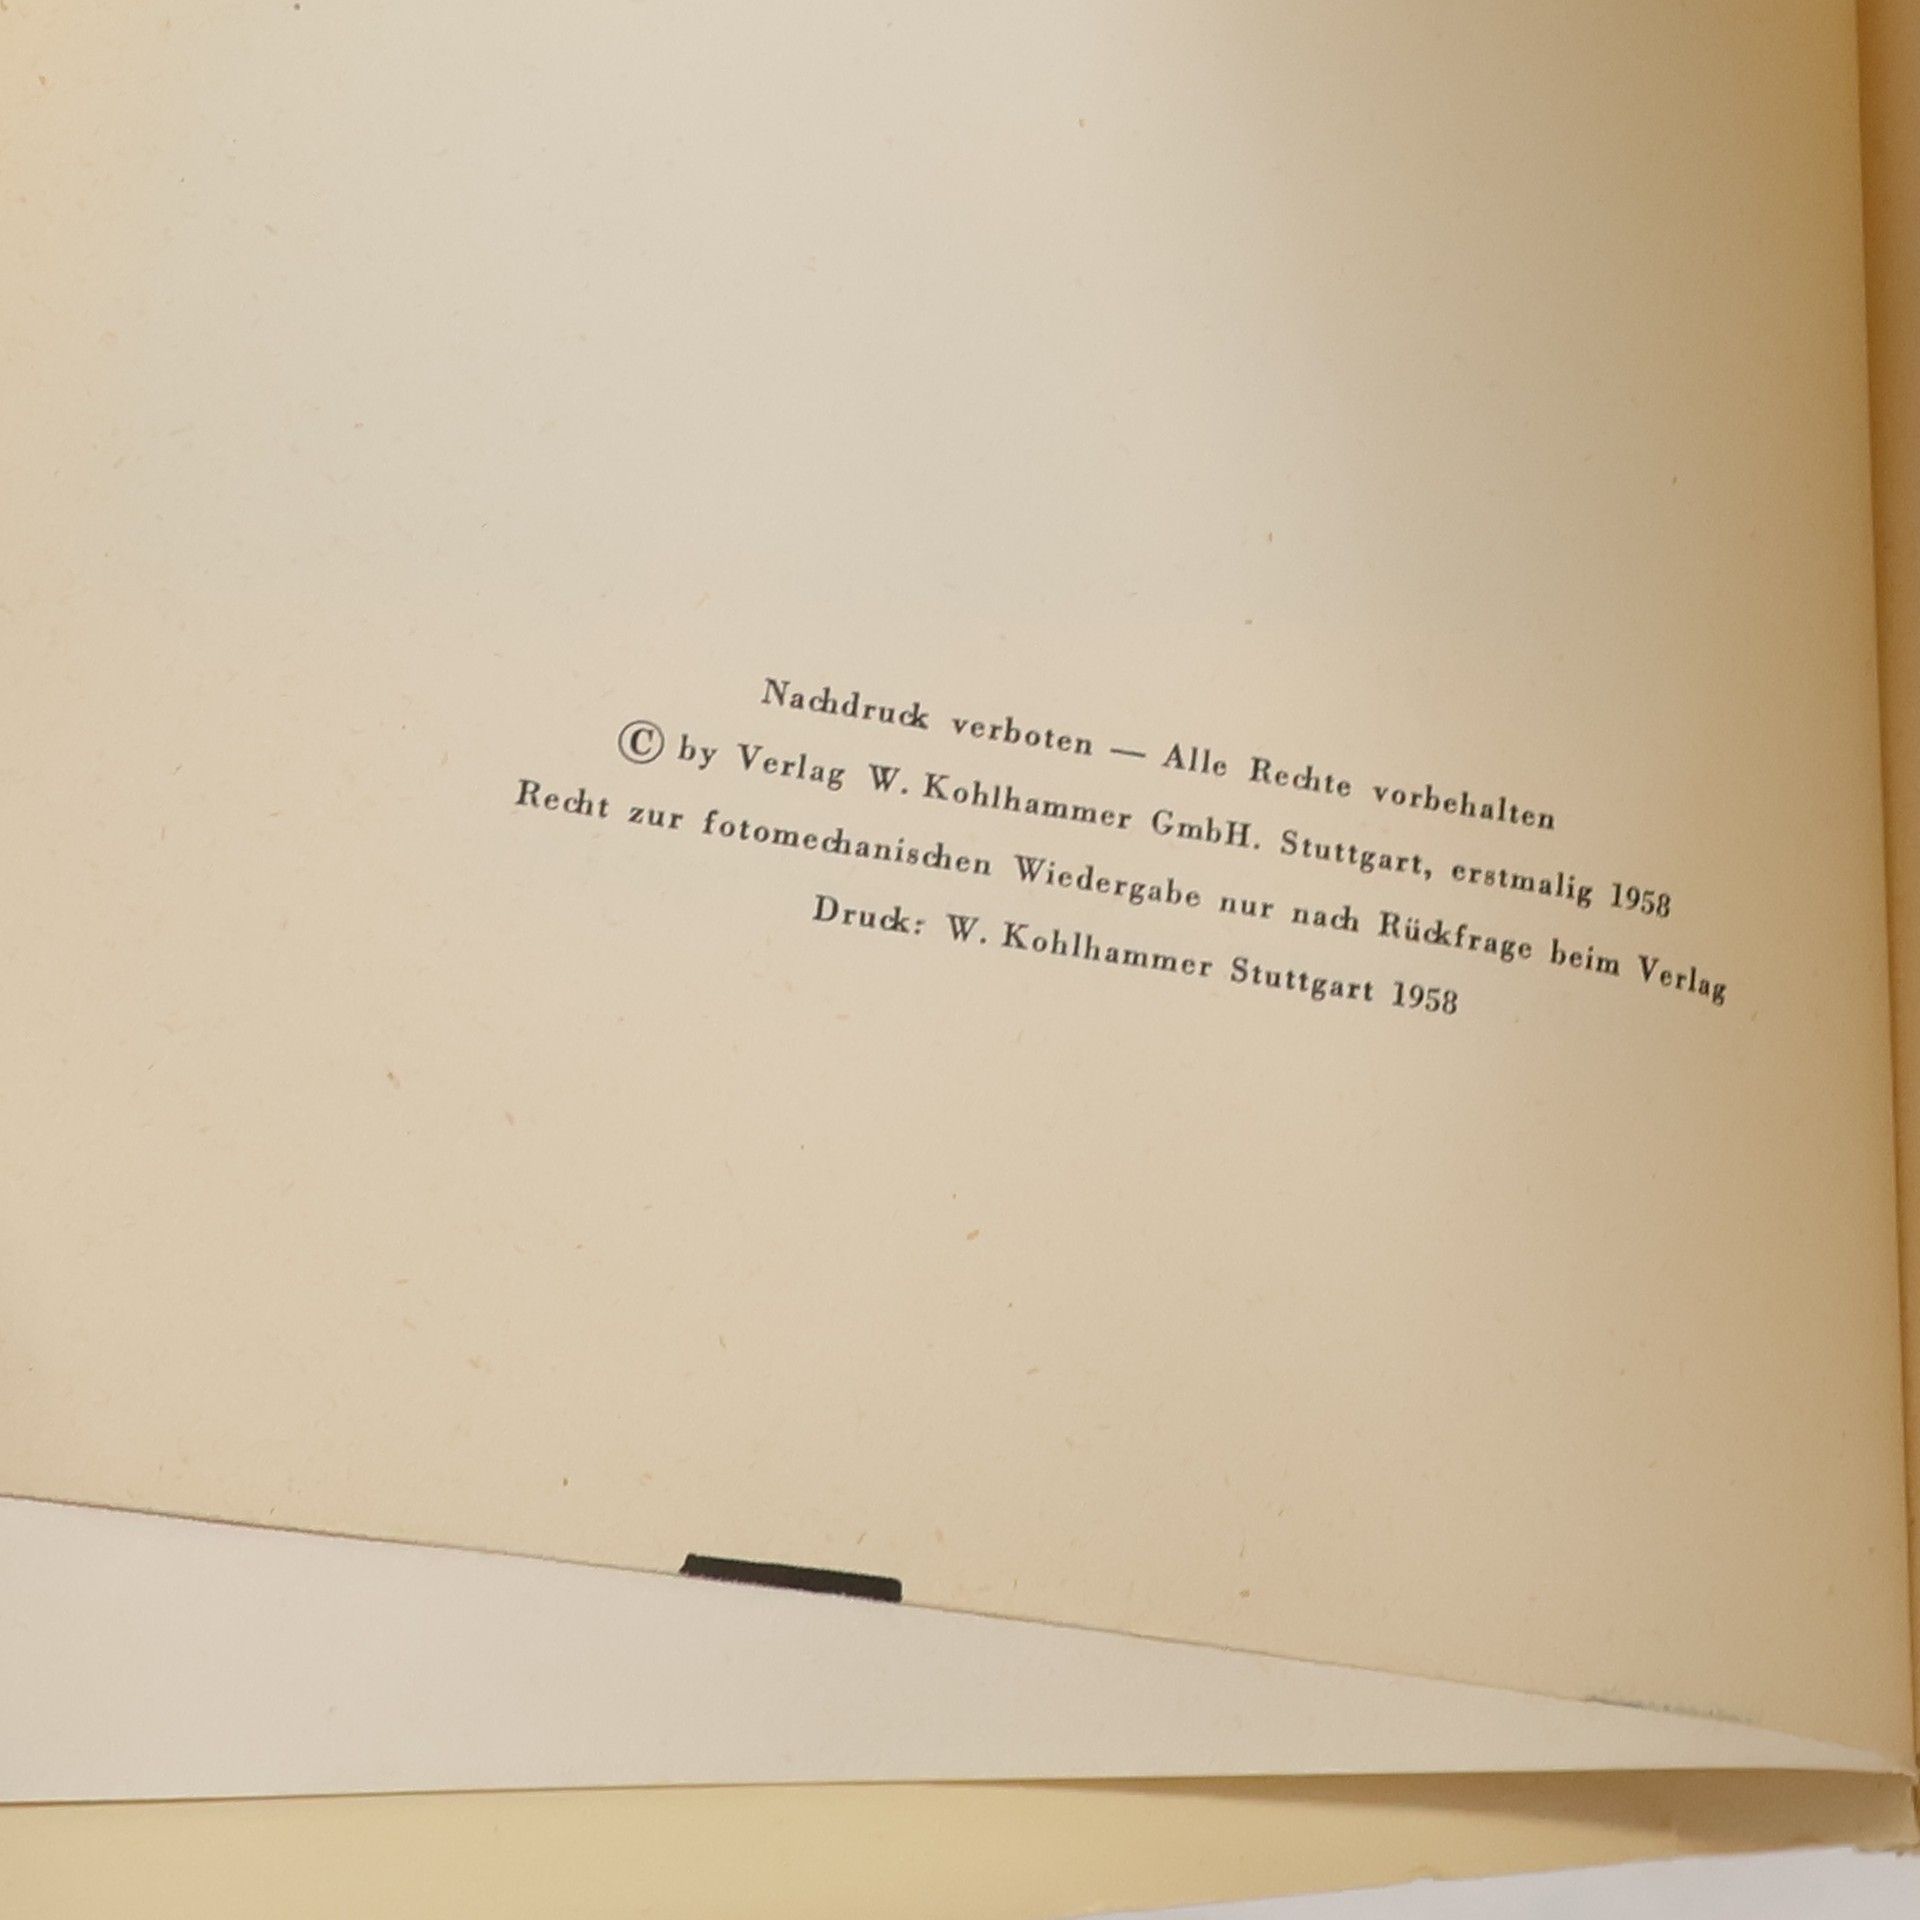 Nachdruck verboten — Alle Rechte vorbehalten
© by Verlag W. Kohlhammer GmbH. Stuttgart, erstmalig 1958
Recht zur fotomechanischen Wiedergabe nur nach Rückfrage beim Verlag
Druck: W. Kohlhammer Stuttgart 1958